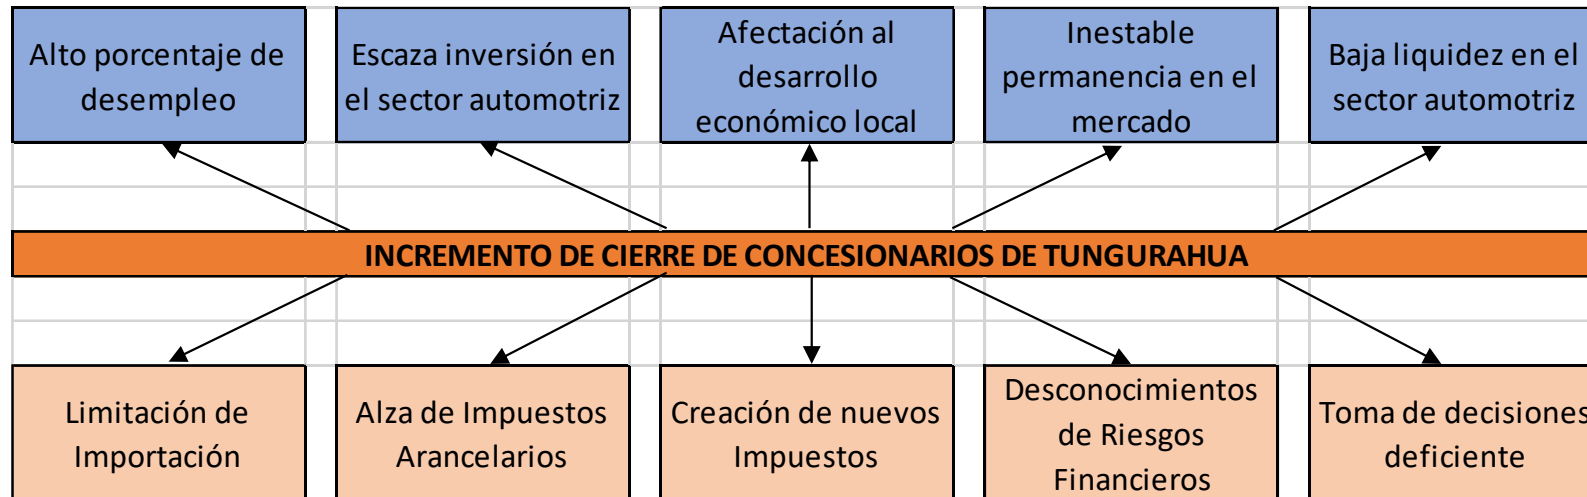 Alto porcentaje de
desempleo
Escaza inversión en
el sector automotriz
Afectación al
desarrollo
económico local
Inestable
permanencia en el
mercado
Baja liquidez en el
sector automotriz
INCREMENTO DE CIERRE DE CONCESIONARIOS DE TUNGURAHUA
Limitación de
Importación
Alza de Impuestos
Arancelarios
Creación de nuevos
Impuestos
Desconocimientos
de Riesgos
Financieros
Toma de decisiones
deficiente